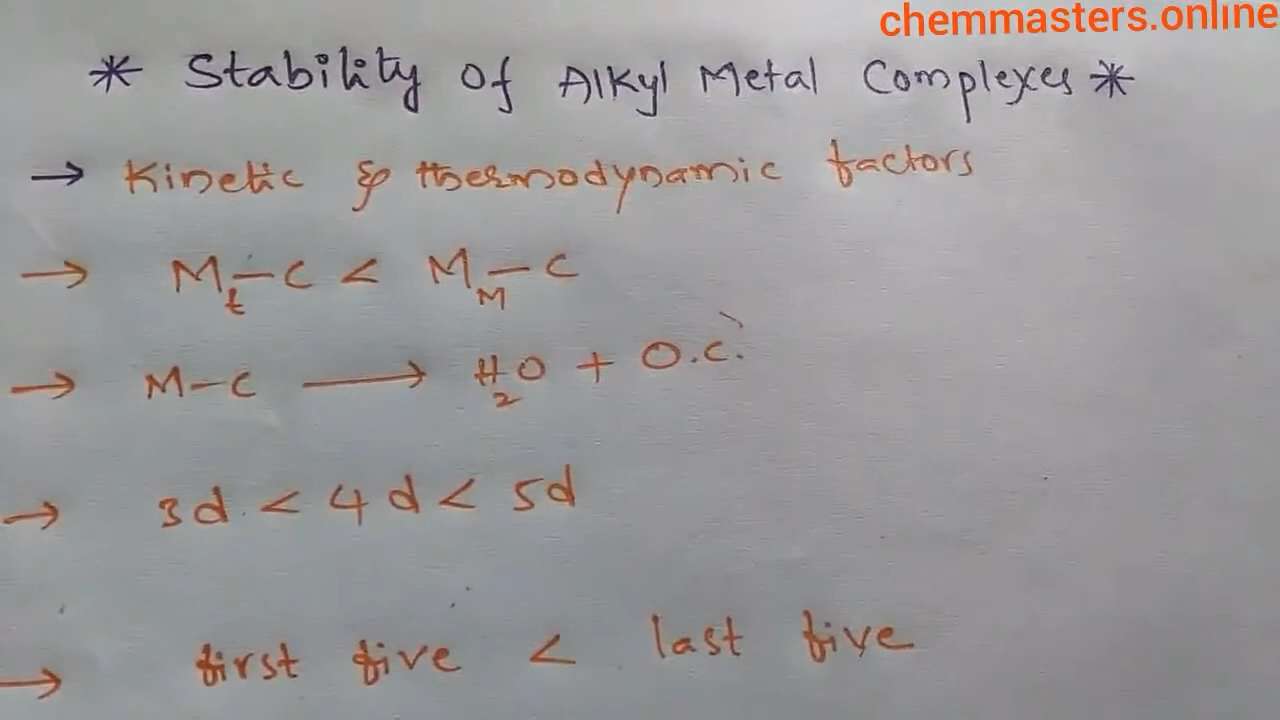 chemmasters.online
* Stability Of Alkyl Metal Complexes *
→ Kinetic & thermodynamic factors
→ Mt-C < MM-C
→ M-C ⟶ H2O + O.C.
→ 3d < 4d < 5d
→ first five < last five